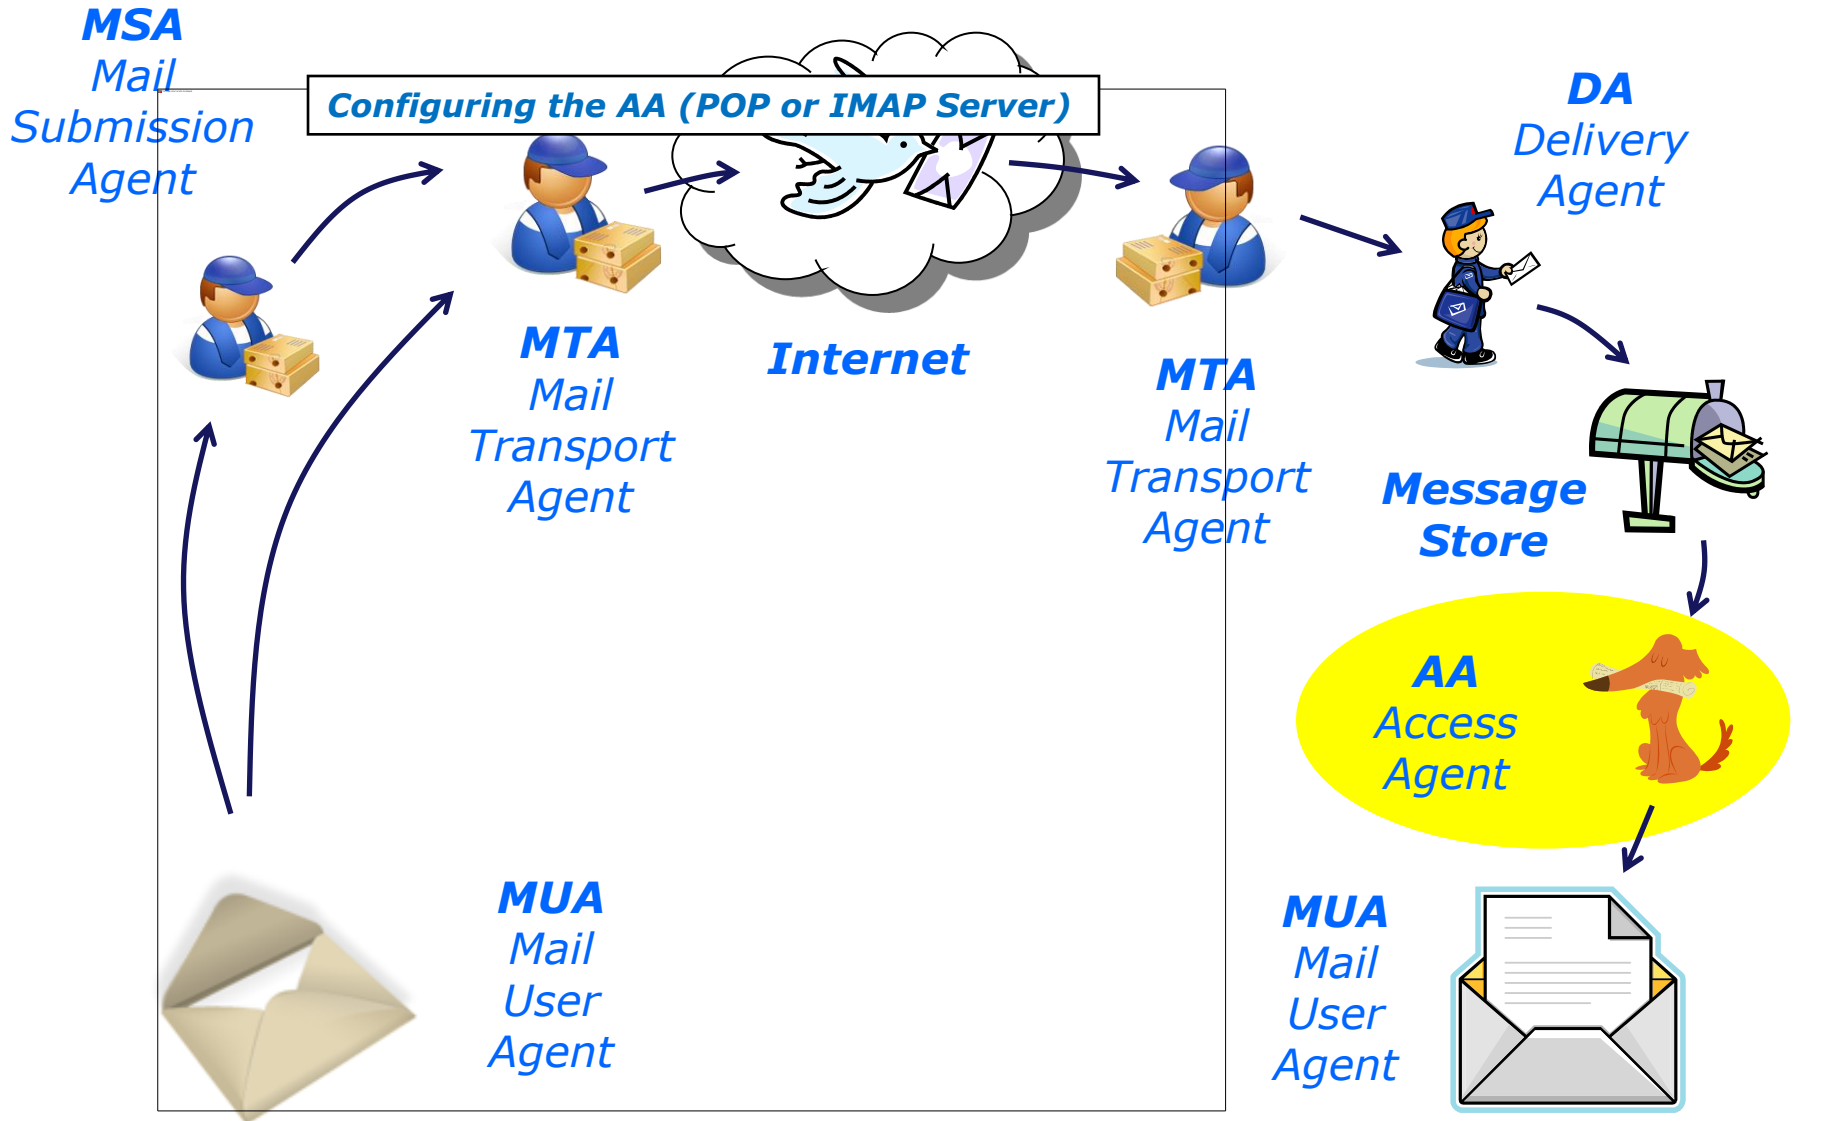 MSA
Mail
Submission
Agent
Configuring the AA (POP or IMAP Server)
DA
Delivery
Agent
MTA
Mail
Transport
Agent
Internet
MTA
Mail
Transport
Agent
Message
Store
AA
Access
Agent
MUA
Mail
User
Agent
MUA
Mail
User
Agent